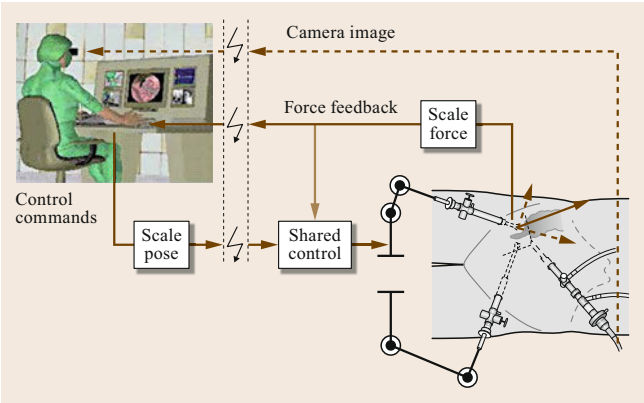 Camera image
Force feedback
Scale
force
Control
commands
Scale
pose
Shared
control